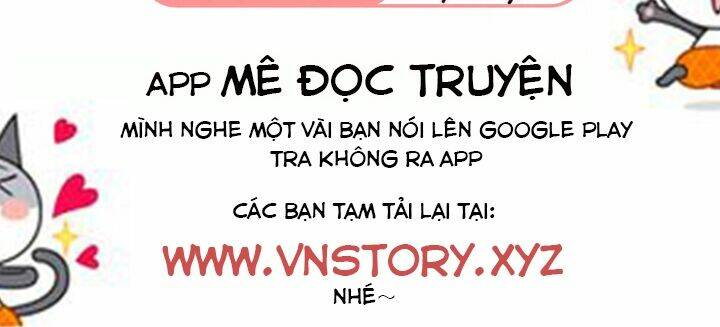 APP MÊ ĐỌC TRUYỆN
MÌNH NGHE MỘT VÀI BẠN NÓI LÊN GOOGLE PLAY
TRA KHÔNG RA APP
CÁC BẠN TẠM TẢI LẠI TẠI:
WWW.VNSTORY.XYZ
NHÉ~